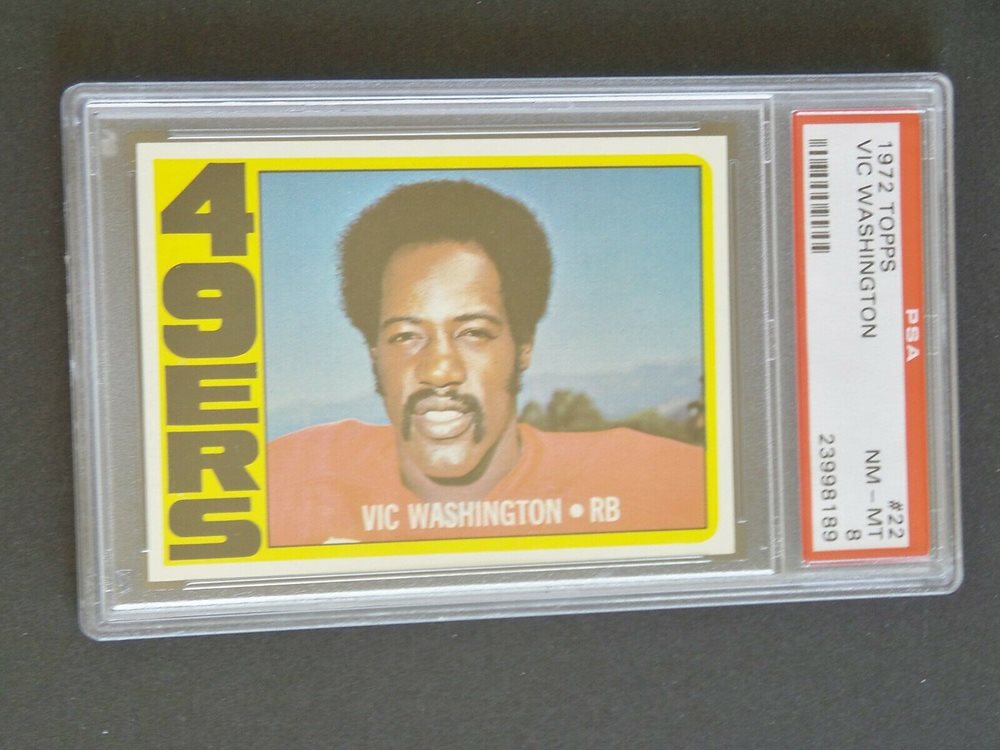 49ERS
VIC WASHINGTON • RB
1972 TOPPS #22
VIC WASHINGTON NM - MT
8
23998189
PSA